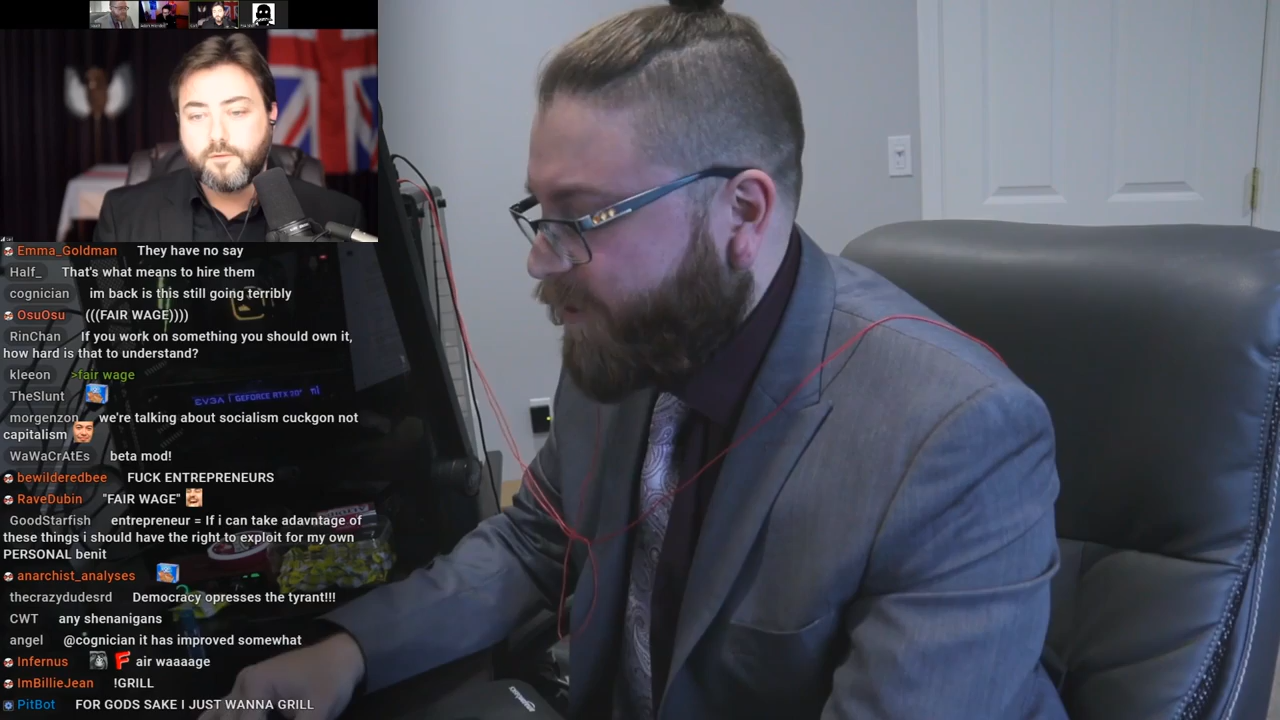 Emma_Goldman They have no say
Half_ That's what means to hire them
cognician im back is this still going terribly
OsuOsu (((FAIR WAGE))))
RinChan If you work on something you should own it,
how hard is that to understand?
kleeon >fair wage
TheSlunt
morgenzon we're talking about socialism cuckgon not
capitalism
EVGA | GEFORCE RTX
WaWaCrAtEs beta mod!
bewilderedbee FUCK ENTREPRENEURS
RaveDubin "FAIR WAGE"
GoodStarfish entrepreneur = If i can take adavntage of
these things i should have the right to exploit for my own
PERSONAL benit
anarchist_analyses
thecrazydudesrd Democracy opresses the tyrant!!!
CWT any shenanigans
angel @cognician it has improved somewhat
Infernus F air waaaage
ImBillieJean !GRILL
PitBot FOR GODS SAKE I JUST WANNA GRILL